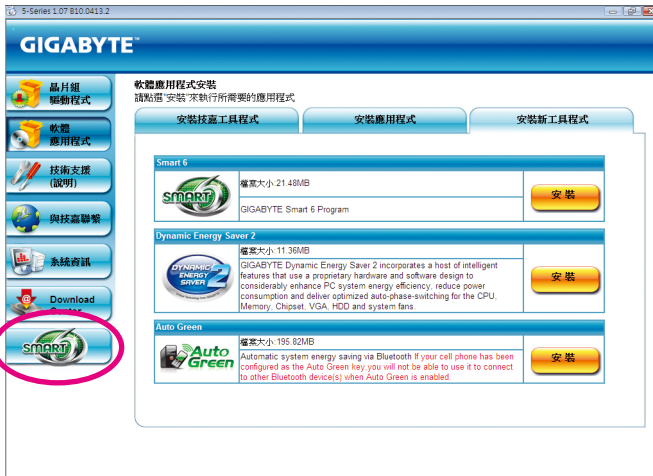 5-Series 1.07 B10.0413.2
GIGABYTE™
晶片組
驅動程式
軟體
應用程式
技術支援
(說明)
與技嘉聯繫
系統資訊
Download
Center
SMART6
軟體應用程式安裝
請點選"安裝"來執行所需要的應用程式
安裝技嘉工具程式
安裝應用程式
安裝新工具程式
Smart 6
SMART6
檔案大小:21.48MB
GIGABYTE Smart 6 Program
安裝
Dynamic Energy Saver 2
DYNAMIC
ENERGY
SAVER 2
檔案大小:11.36MB
GIGABYTE Dynamic Energy Saver 2 incorporates a host of intelligent
features that use a proprietary hardware and software design to
considerably enhance PC system energy efficiency, reduce power
consumption and deliver optimized auto-phase-switching for the CPU,
Memory, Chipset, VGA, HDD and system fans.
安裝
Auto Green
Auto
Green
檔案大小:195.82MB
Automatic system energy saving via Bluetooth If your cell phone has been
configured as the Auto Green key,you will not be able to use it to connect
to other Bluetooth device(s) when Auto Green is enabled.
安裝